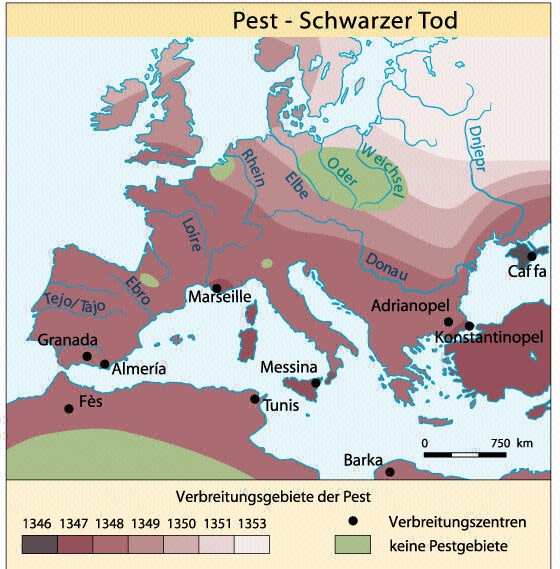 Pest - Schwarzer Tod
Dnjepr
Weichsel
Oder
Rhein
Elbe
Loire
Donau
Caffa
Ebro
Marseille
Tejo/Tajo
Adrianopel
Konstantinopel
Granada
Almería
Messina
Fès
Tunis
Barka
0 750 km
Verbreitungsgebiete der Pest
1346 1347 1348 1349 1350 1351 1353
Verbreitungszentren
keine Pestgebiete